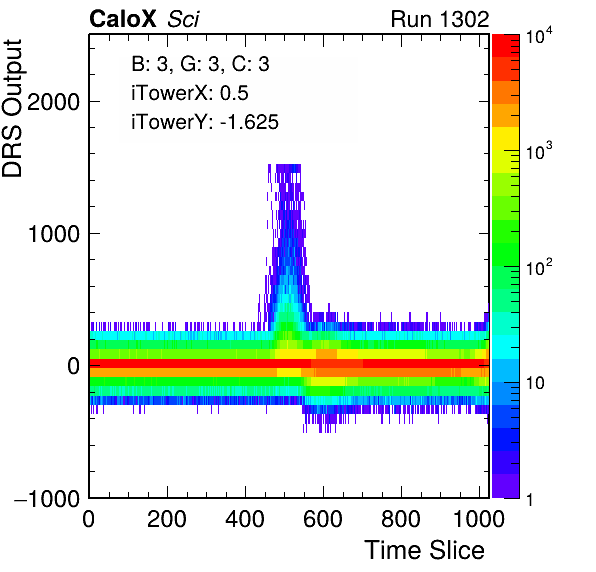 CaloX Sci Run 1302
B: 3, G: 3, C: 3
iTowerX: 0.5
iTowerY: -1.625
DRS Output
2000
1000
0
−1000
0 200 400 600 800 1000
Time Slice
10^4
10^3
10^2
10
1